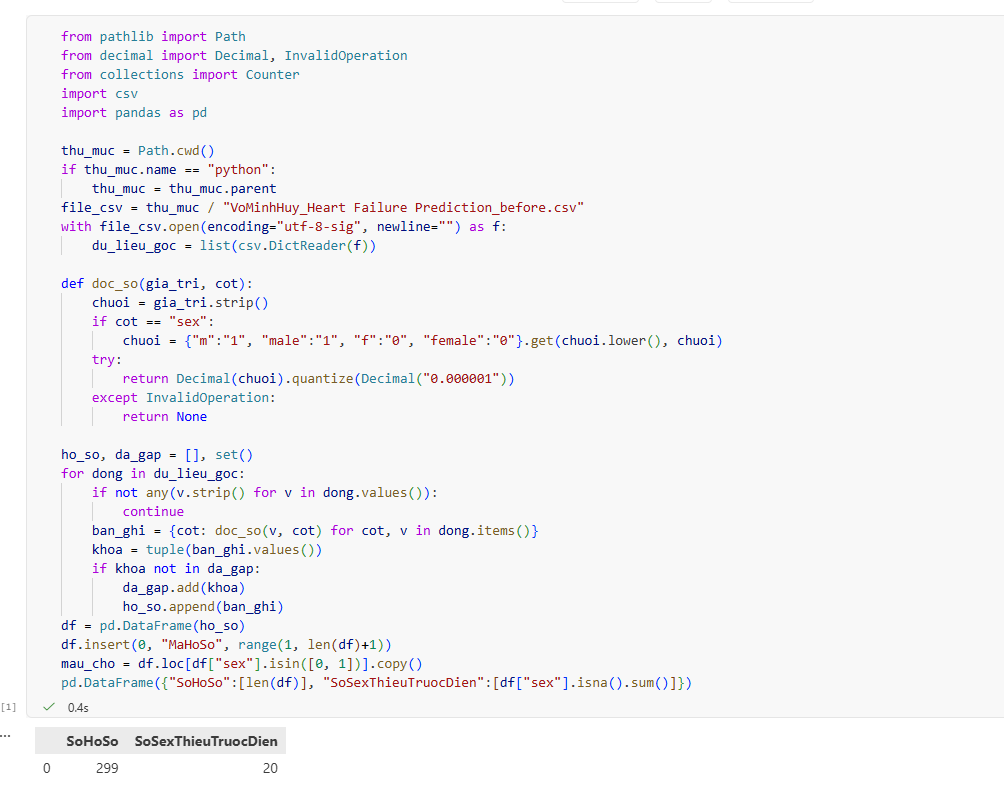 from pathlib import Path
from decimal import Decimal, InvalidOperation
from collections import Counter
import csv
import pandas as pd

thu_muc = Path.cwd()
if thu_muc.name == "python":
    thu_muc = thu_muc.parent
file_csv = thu_muc / "VoMinhHuy_Heart Failure Prediction_before.csv"
with file_csv.open(encoding="utf-8-sig", newline="") as f:
    du_lieu_goc = list(csv.DictReader(f))

def doc_so(gia_tri, cot):
    chuoi = gia_tri.strip()
    if cot == "sex":
        chuoi = {"m":"1", "male":"1", "f":"0", "female":"0"}.get(chuoi.lower(), chuoi)
    try:
        return Decimal(chuoi).quantize(Decimal("0.000001"))
    except InvalidOperation:
        return None

ho_so, da_gap = [], set()
for dong in du_lieu_goc:
    if not any(v.strip() for v in dong.values()):
        continue
    ban_ghi = {cot: doc_so(v, cot) for cot, v in dong.items()}
    khoa = tuple(ban_ghi.values())
    if khoa not in da_gap:
        da_gap.add(khoa)
        ho_so.append(ban_ghi)
df = pd.DataFrame(ho_so)
df.insert(0, "MaHoSo", range(1, len(df)+1))
mau_cho = df.loc[df["sex"].isin([0, 1])].copy()
pd.DataFrame({"SoHoSo":[len(df)], "SoSexThieuTruocDien":[df["sex"].isna().sum()]})
[1] ✓ 0.4s
...
SoHoSo SoSexThieuTruocDien
0 299 20